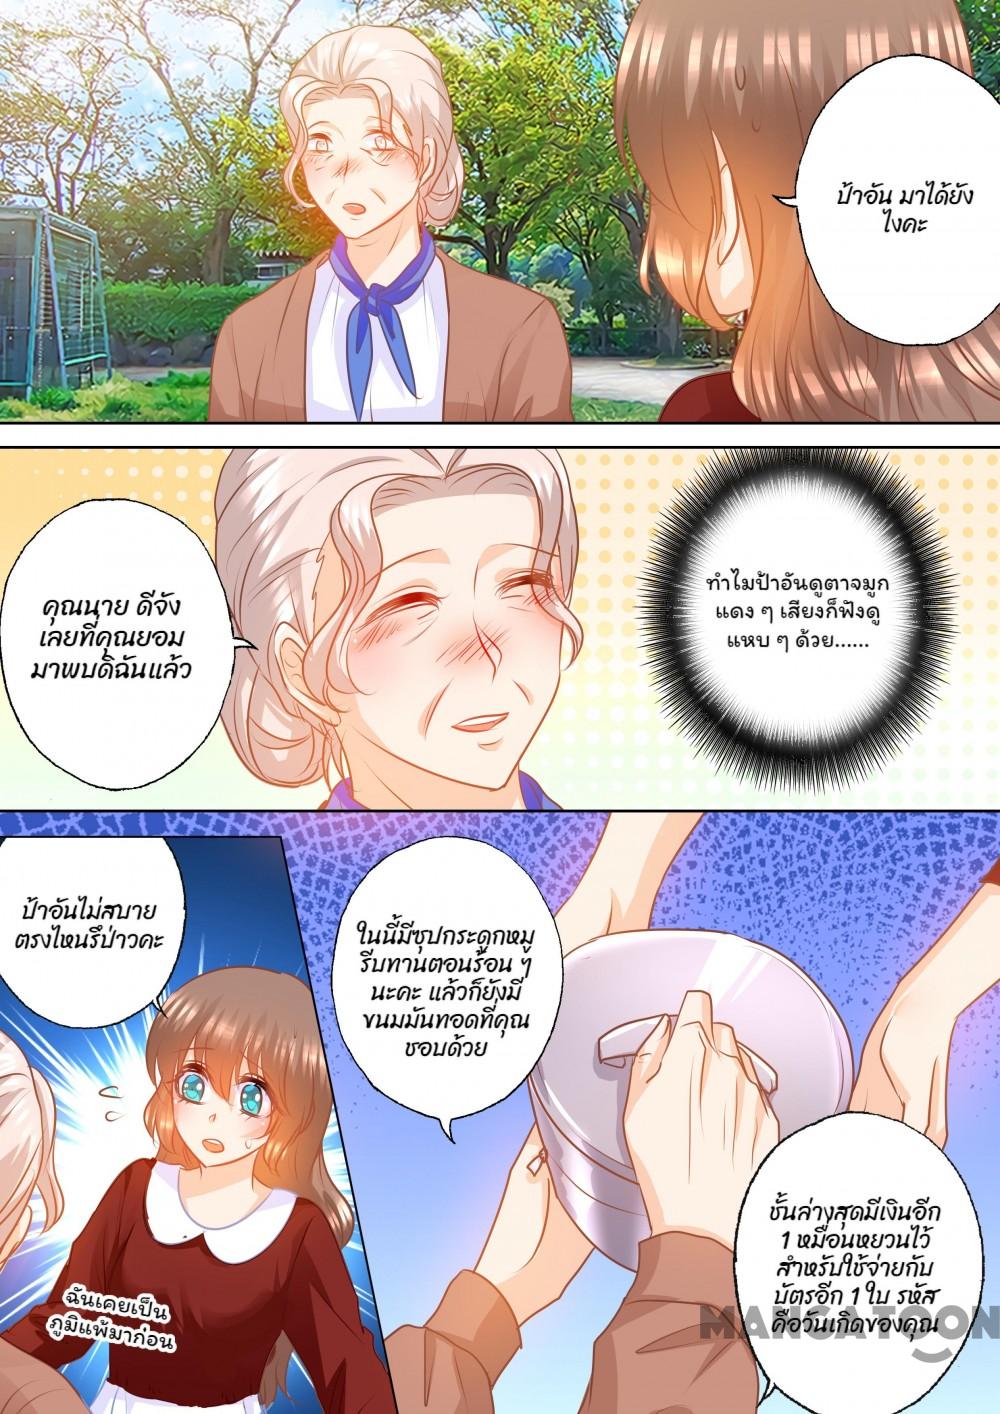 ป้าอัน มาได้ยัง
ไงคะ
ทำไมป้าอันดูตาจมูก
แดง ๆ เสียงก็ฟังดู
แหบ ๆ ด้วย......
คุณนาย ดีจัง
เลยที่คุณยอม
มาพบดิฉันแล้ว
ป้าอันไม่สบาย
ตรงไหนรึป่าวคะ
ฉันเคยเป็น
ภูมิแพ้มาก่อน
ในนี้มีซุปกระดูกหมู
รีบทานตอนร้อน ๆ
นะคะ แล้วก็ยังมี
ขนมมันทอดที่คุณ
ชอบด้วย
ชั้นล่างสุดมีเงินอีก
1 หมื่นหยวนไว้
สำหรับใช้จ่ายกับ
บัตรอีก 1 ใบ รหัส
คือวันเกิดของคุณ
MANGATOON